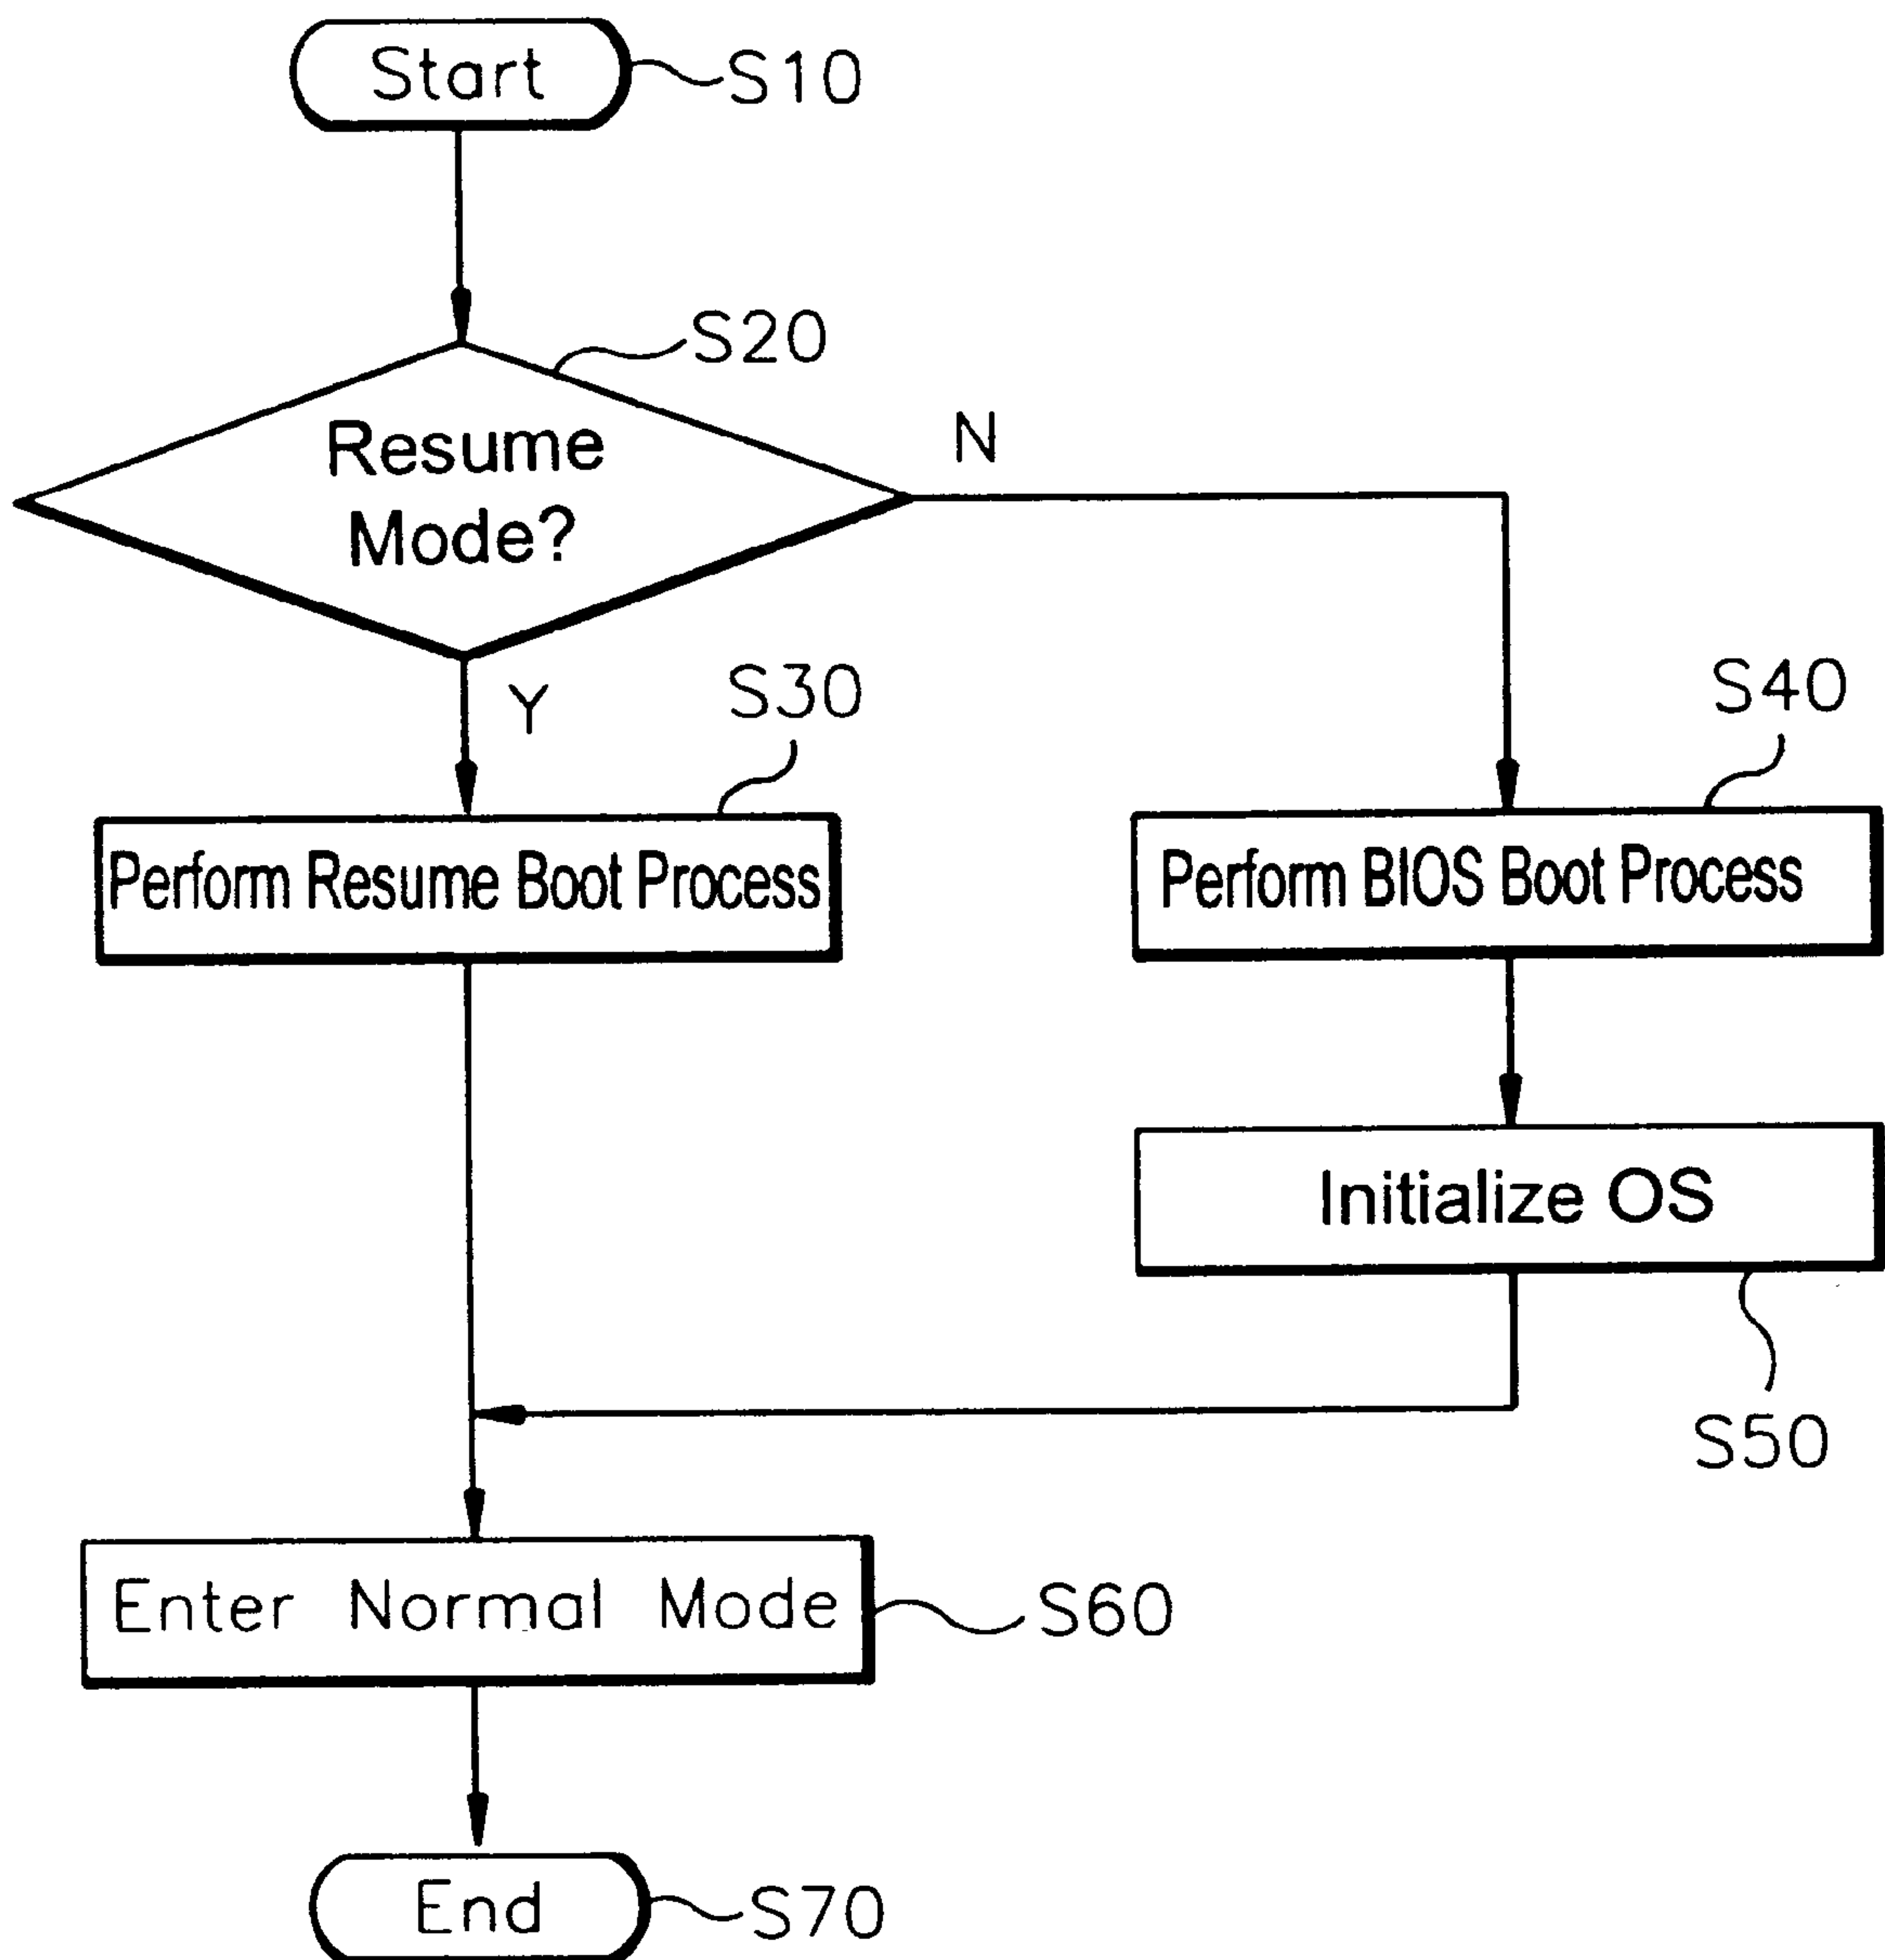 Start
S10
S20
Resume
Mode?
N
Y
S30
S40
Perform Resume Boot Process
Perform BIOS Boot Process
Initialize OS
S50
Enter Normal Mode
S60
End
S70